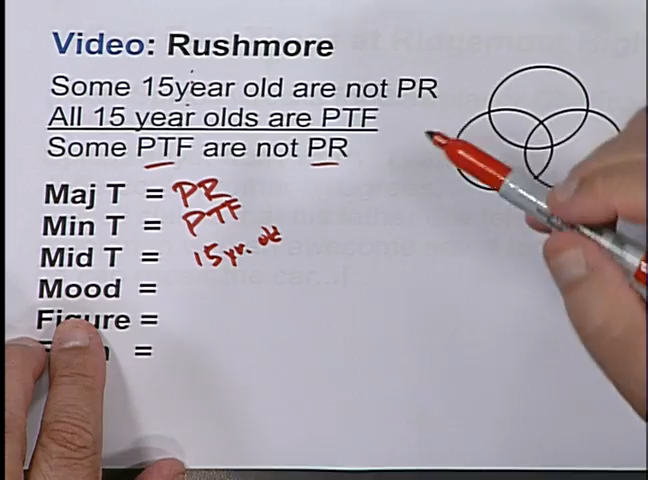 Video: Rushmore
Some 15year old are not PR
All 15 year olds are PTF
Some PTF are not PR
Maj T = PR
Min T = PTF
Mid T = 15yr. old
Mood =
Figure =
=